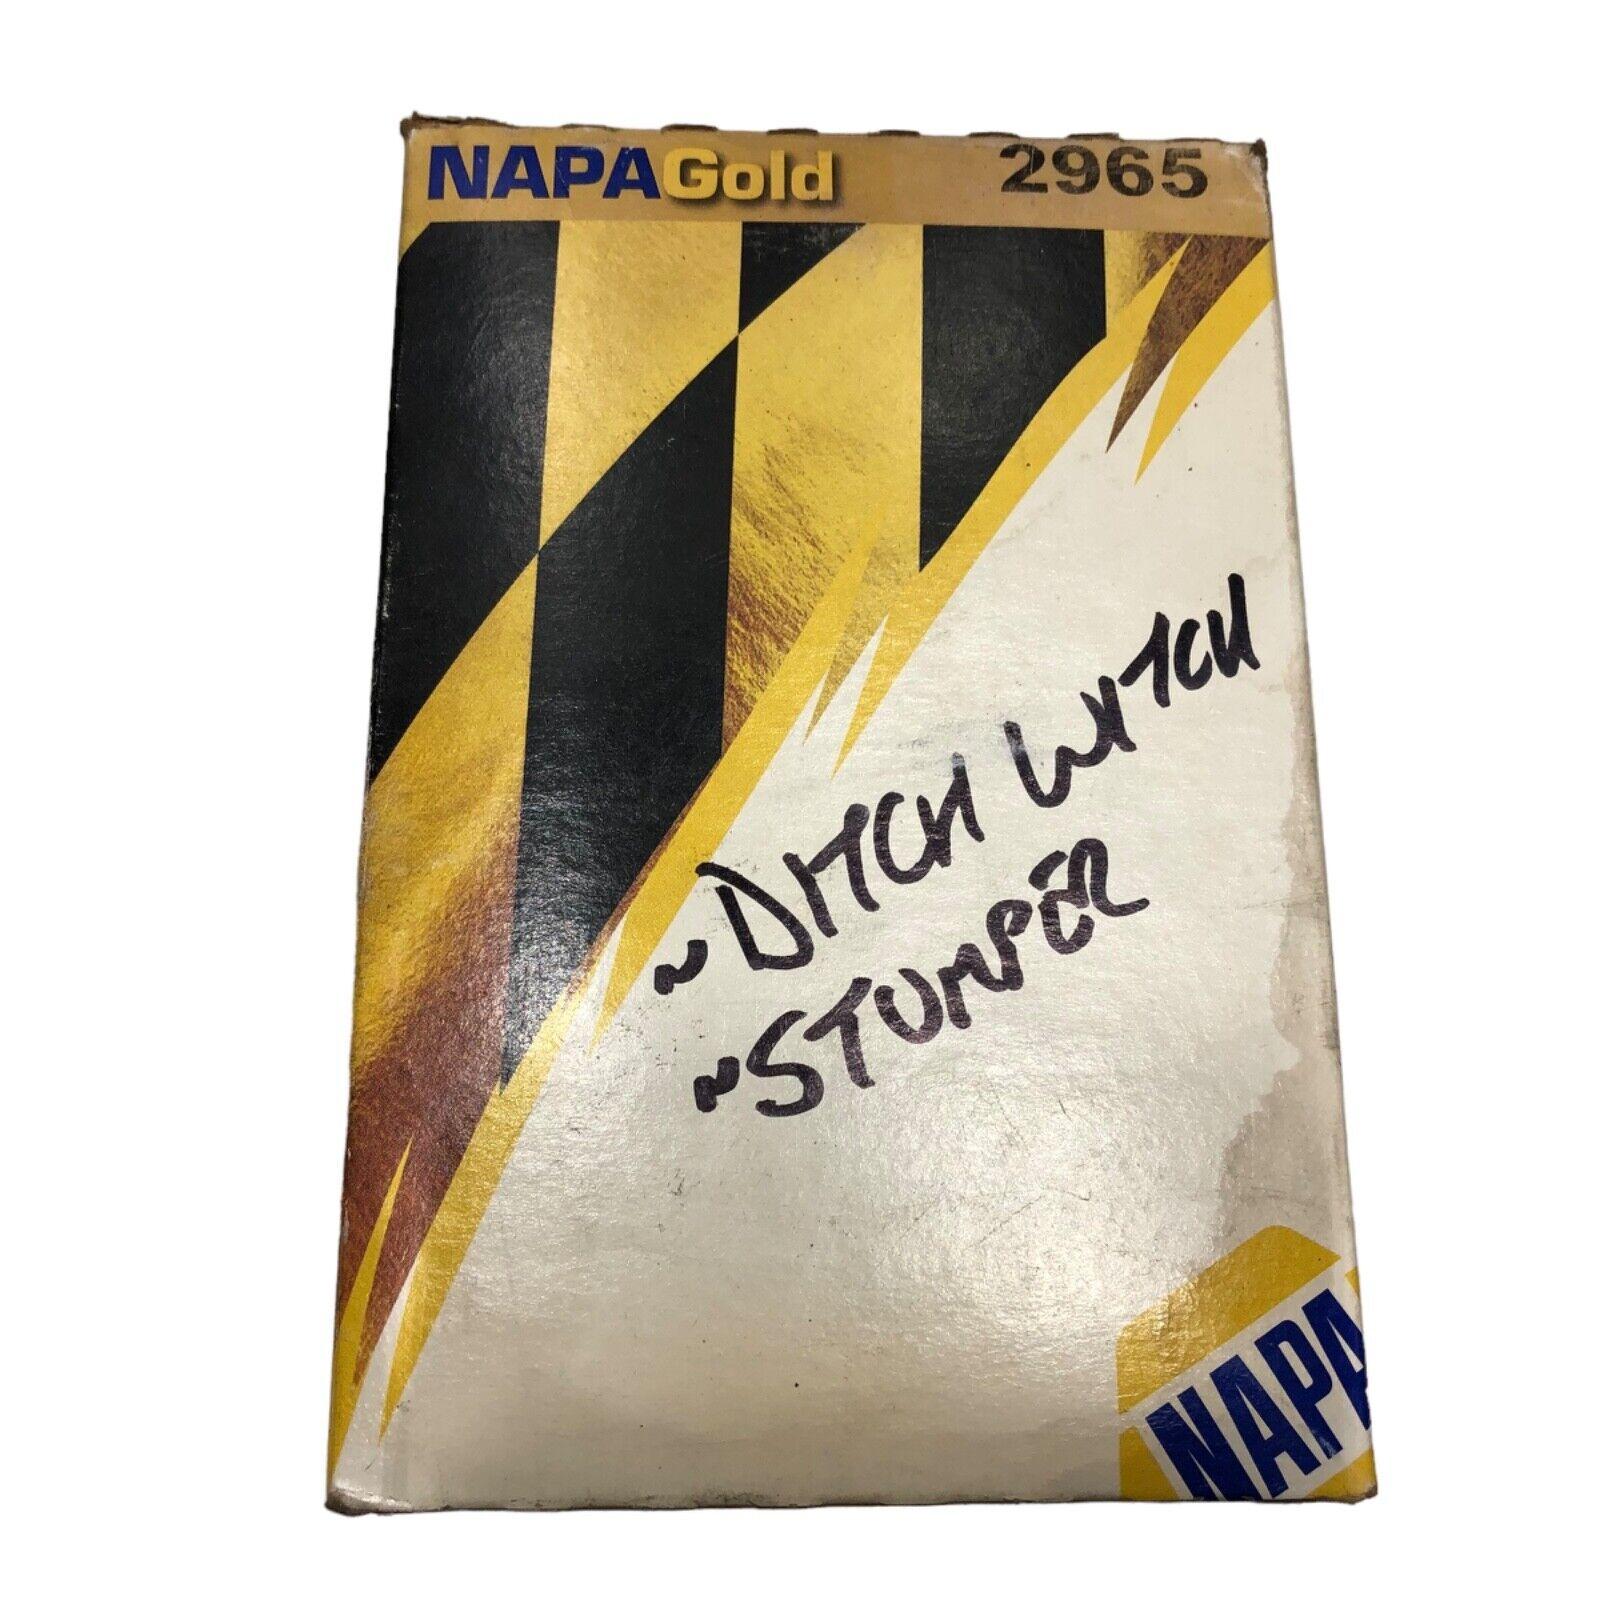 NAPAGold 2965
~DITCH WITCH
~STUMPER
NAPA